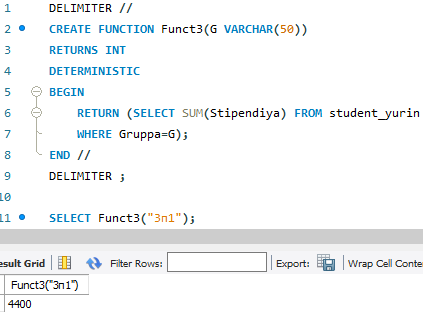 1 DELIMITER //
2 CREATE FUNCTION Funct3(G VARCHAR(50))
3 RETURNS INT
4 DETERMINISTIC
5 BEGIN
6 RETURN (SELECT SUM(Stipendiya) FROM student_yurin
7 WHERE Gruppa=G);
8 END //
9 DELIMITER ;
10
11 SELECT Funct3("3п1");
esult Grid Filter Rows: Export: Wrap Cell Conte
Funct3("3п1")
4400